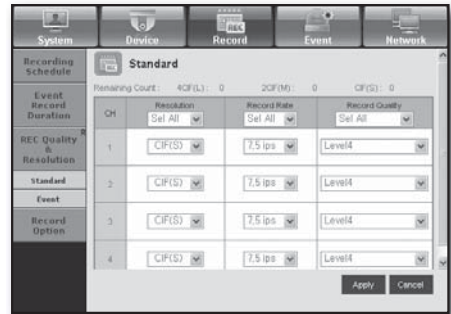 System Device Record Event Network
REC
Recording Schedule
Event Record Duration
REC Quality & Resolution
Standard
Event
Record Option
Standard
Remaining Count : 4CIF(L) : 0 2CIF(M) : 0 CIF(S) : 0
CH Resolution Record Rate Record Quality
Sel All Sel All Sel All
1 CIF(S) 7,5 ips Level4
2 CIF(S) 7,5 ips Level4
3 CIF(S) 7,5 ips Level4
4 CIF(S) 7,5 ips Level4
Apply Cancel